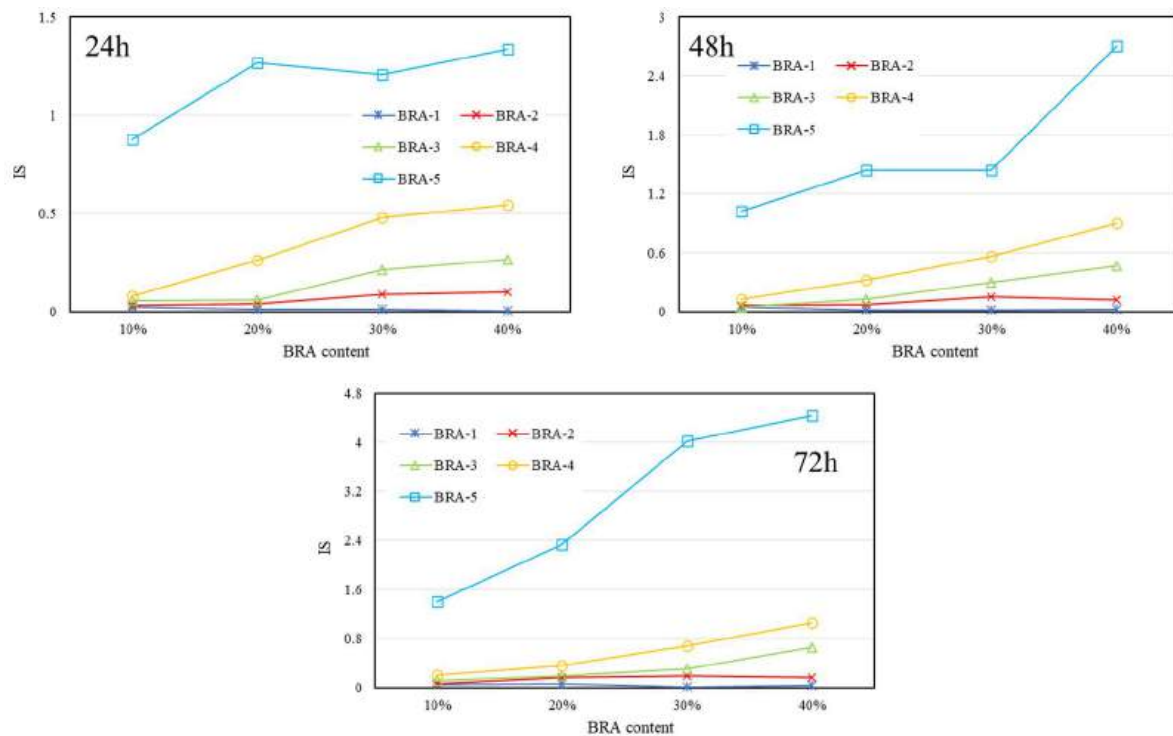 24h
IS
1.5
1
0.5
0
BRA-1 BRA-2
BRA-3 BRA-4
BRA-5
10% 20% 30% 40%
BRA content
48h
IS
3
2.4
1.8
1.2
0.6
0
BRA-1 BRA-2
BRA-3 BRA-4
BRA-5
10% 20% 30% 40%
BRA content
72h
IS
4.8
4
3.2
2.4
1.6
0.8
0
BRA-1 BRA-2
BRA-3 BRA-4
BRA-5
10% 20% 30% 40%
BRA content